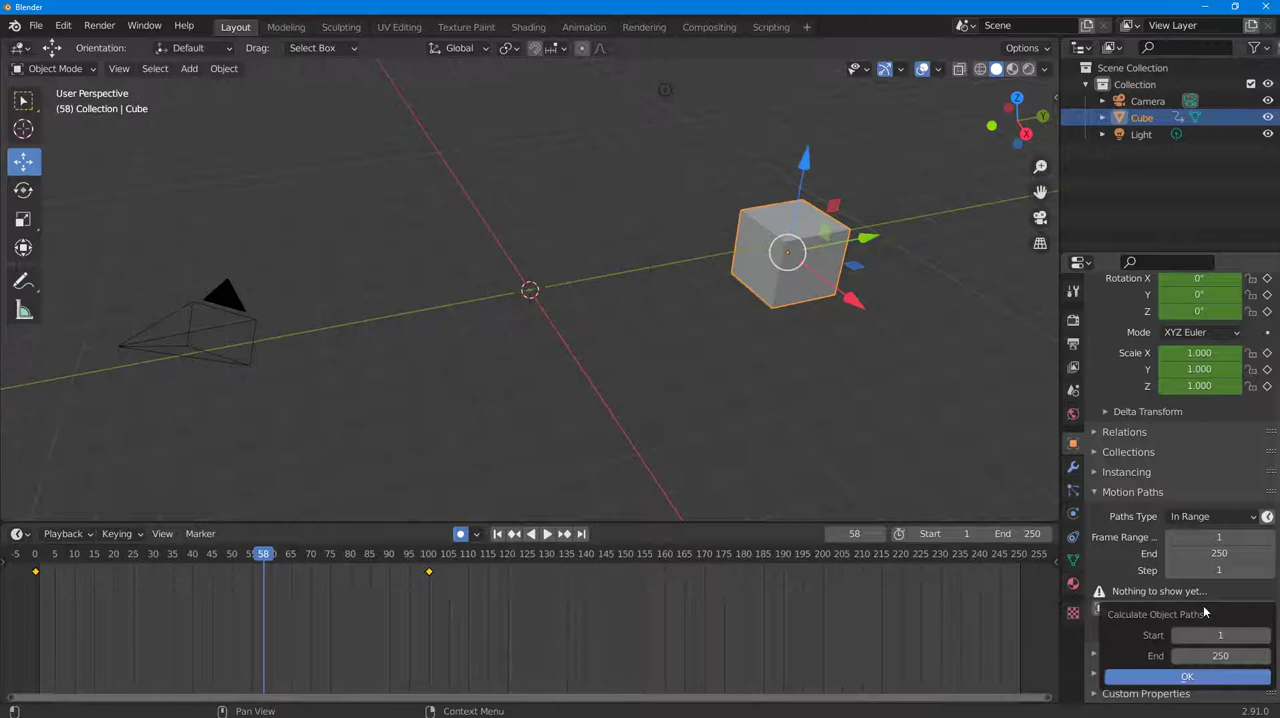 Blender
File Edit Render Window Help Layout Modeling Sculpting UV Editing Texture Paint Shading Animation Rendering Compositing Scripting + Scene View Layer
Orientation: Default Drag: Select Box Global Options
Object Mode View Select Add Object
User Perspective
(58) Collection | Cube
Z
Y
X
Scene Collection
Collection
Camera
Cube
Light
Rotation X 0°
Y 0°
Z 0°
Mode XYZ Euler
Scale X 1.000
Y 1.000
Z 1.000
Delta Transform
Relations
Collections
Instancing
Motion Paths
Paths Type In Range
Frame Range ... 1
End 250
Step 1
Nothing to show yet...
Calculate Object Paths
Start 1
End 250
OK
Custom Properties
Playback Keying View Marker 58 Start 1 End 250
-5 0 5 10 15 20 25 30 35 40 45 50 58 65 70 75 80 85 90 95 100 105 110 115 120 125 130 135 140 145 150 155 160 165 170 175 180 185 190 195 200 205 210 215 220 225 230 235 240 245 250 255
Pan View Context Menu 2.91.0